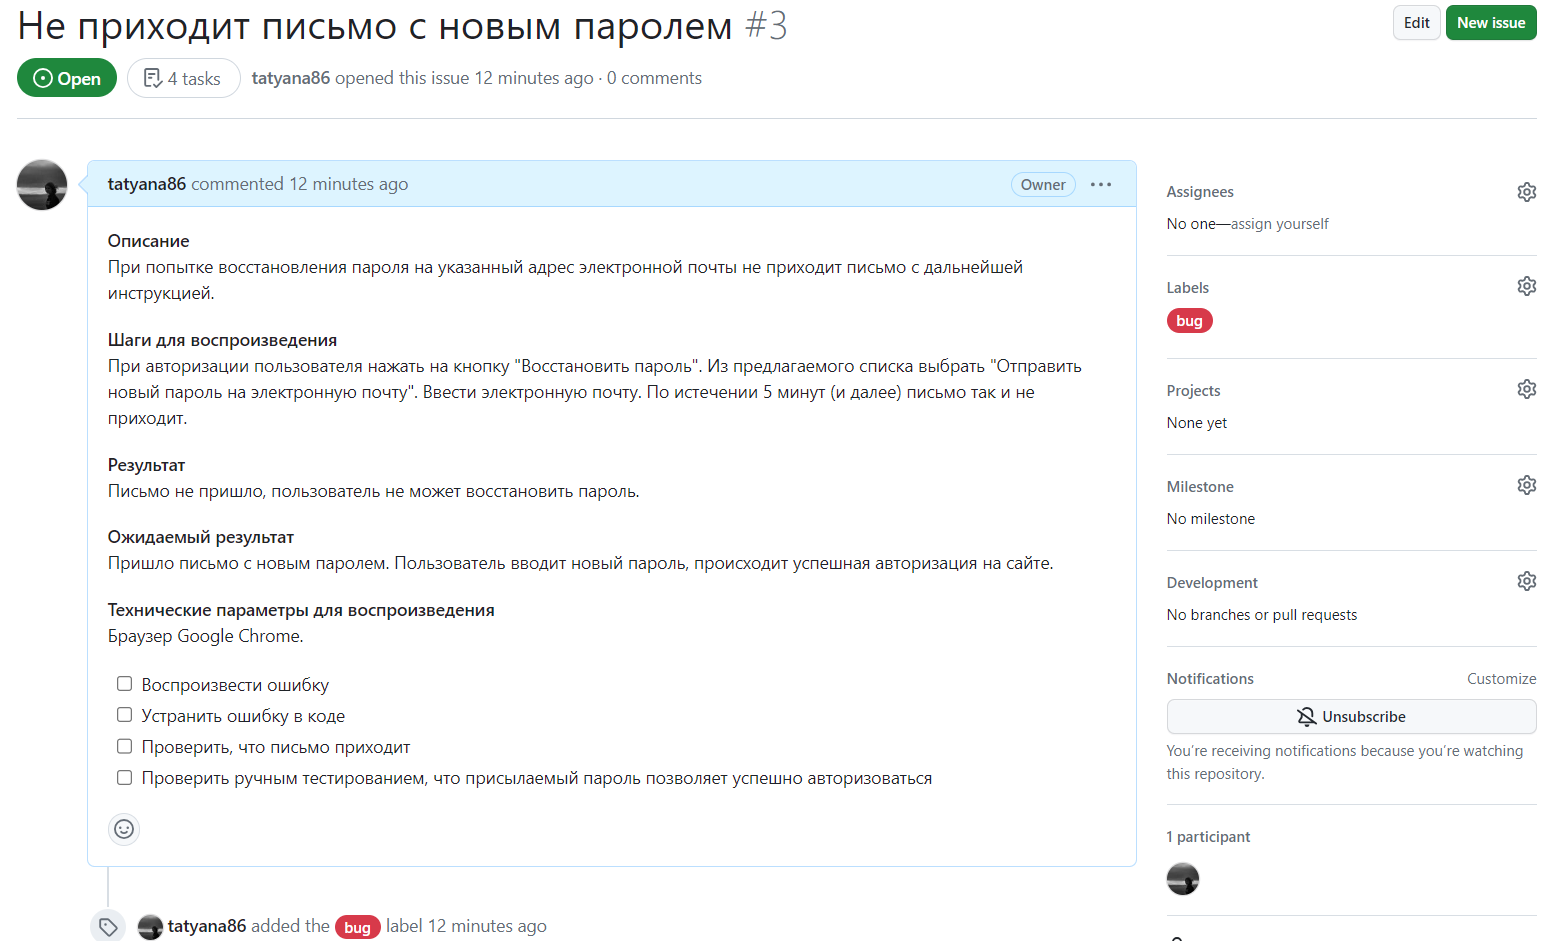 Не приходит письмо с новым паролем #3
Edit
New issue
Open
4 tasks
tatyana86 opened this issue 12 minutes ago · 0 comments
tatyana86 commented 12 minutes ago
Owner
Описание
При попытке восстановления пароля на указанный адрес электронной почты не приходит письмо с дальнейшей
инструкцией.
Шаги для воспроизведения
При авторизации пользователя нажать на кнопку "Восстановить пароль". Из предлагаемого списка выбрать "Отправить
новый пароль на электронную почту". Ввести электронную почту. По истечении 5 минут (и далее) письмо так и не
приходит.
Результат
Письмо не пришло, пользователь не может восстановить пароль.
Ожидаемый результат
Пришло письмо с новым паролем. Пользователь вводит новый пароль, происходит успешная авторизация на сайте.
Технические параметры для воспроизведения
Браузер Google Chrome.
Воспроизвести ошибку
Устранить ошибку в коде
Проверить, что письмо приходит
Проверить ручным тестированием, что присылаемый пароль позволяет успешно авторизоваться
tatyana86 added the bug label 12 minutes ago
Assignees
No one—assign yourself
Labels
bug
Projects
None yet
Milestone
No milestone
Development
No branches or pull requests
Notifications
Customize
Unsubscribe
You're receiving notifications because you're watching
this repository.
1 participant